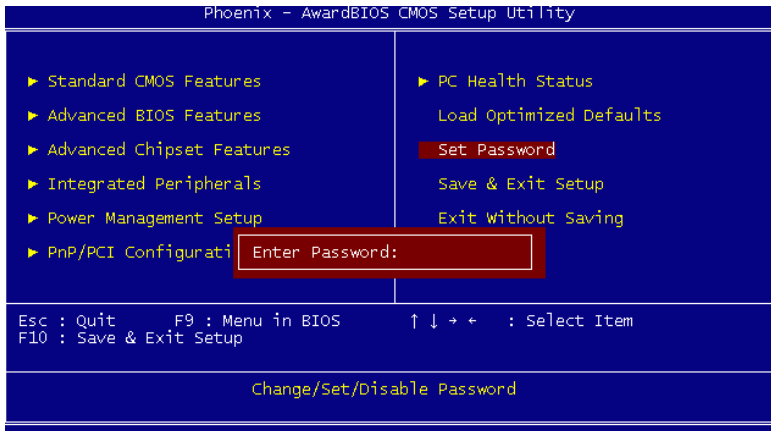 Phoenix - AwardBIOS CMOS Setup Utility
► Standard CMOS Features
► Advanced BIOS Features
► Advanced Chipset Features
► Integrated Peripherals
► Power Management Setup
► PnP/PCI Configurati
► PC Health Status
Load Optimized Defaults
Set Password
Save & Exit Setup
Exit Without Saving
Enter Password:
Esc : Quit F9 : Menu in BIOS ↑ ↓ → ← : Select Item
F10 : Save & Exit Setup
Change/Set/Disable Password